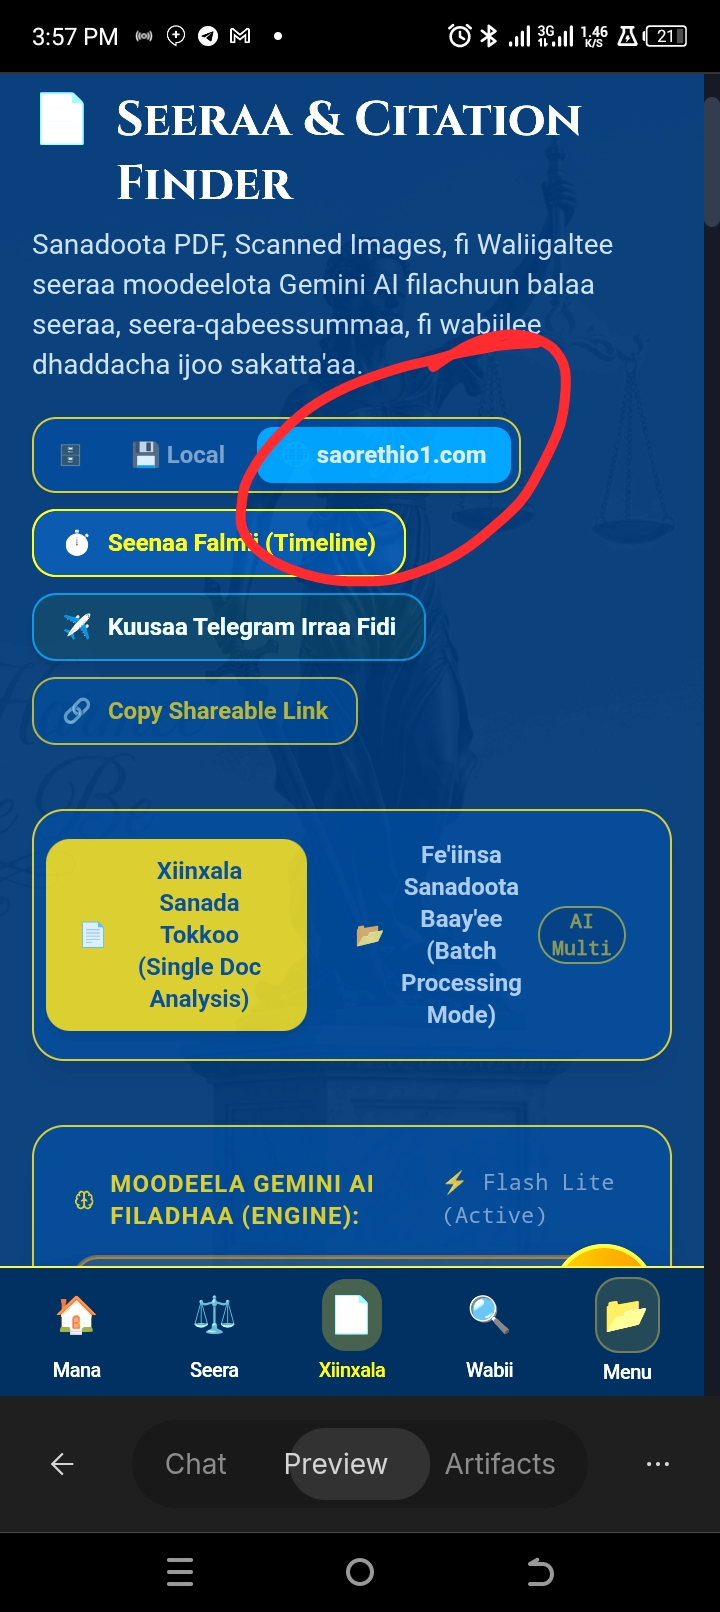 3:57 PM
3G
1.46
K/S
21
SEERAA & CITATION
FINDER
Sanadoota PDF, Scanned Images, fi Waliigaltee
seeraa moodeelota Gemini AI filachuun balaa
seeraa, seera-qabeessummaa, fi wabiilee
dhaddacha ijoo sakatta'aa.
Local
saorethio1.com
Seenaa Falmii (Timeline)
Kuusaa Telegram Irraa Fidi
Copy Shareable Link
Xiinxala
Sanada
Tokkoo
(Single Doc
Analysis)
Fe'iinsa
Sanadoota
Baay'ee
(Batch
Processing
Mode)
AI
Multi
MOODEELA GEMINI AI
FILADHAA (ENGINE):
Flash Lite
(Active)
Mana
Seera
Xiinxala
Wabii
Menu
Chat
Preview
Artifacts